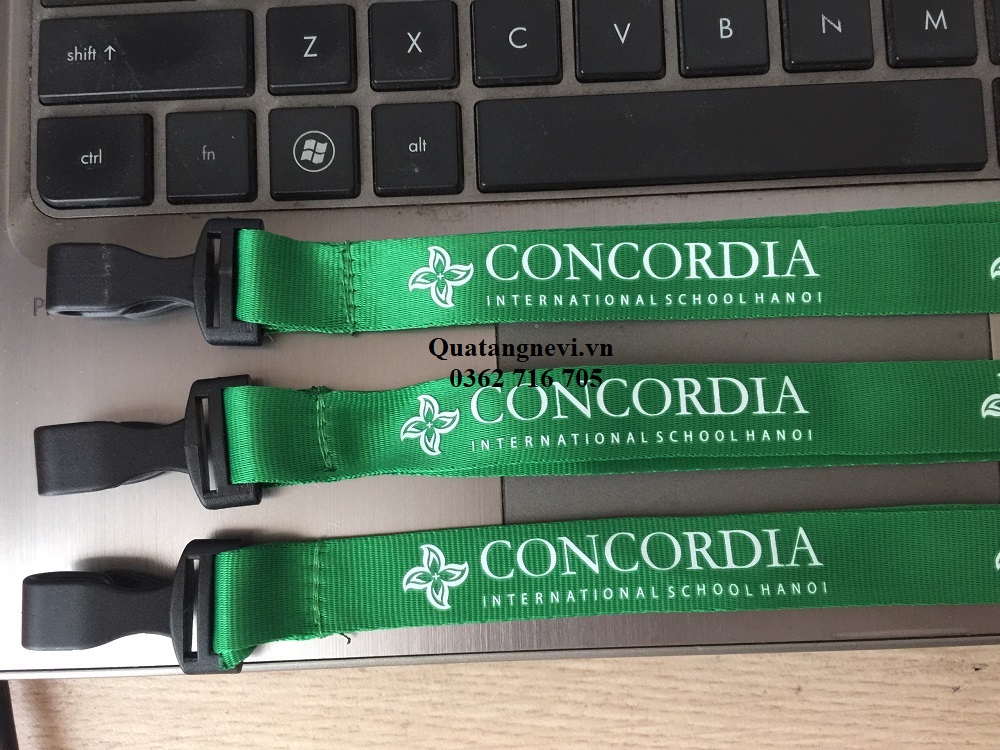 Z X C V B N M
shift ↑
ctrl fn alt
CONCORDIA
INTERNATIONAL SCHOOL HANOI
Quatangnevi.vn
0362 716 705
CONCORDIA
INTERNATIONAL SCHOOL HANOI
CONCORDIA
INTERNATIONAL SCHOOL HANOI